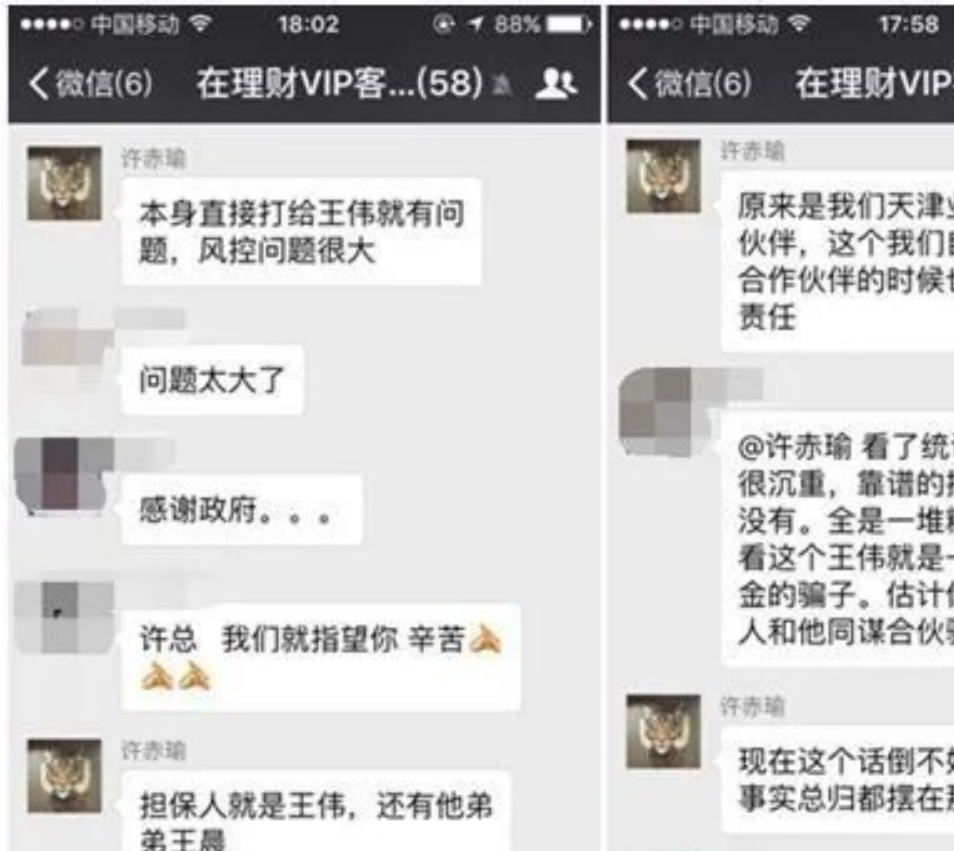 中国移动 18:02 88%
微信(6) 在理财VIP客...(58)
许赤瑜
本身直接打给王伟就有问
题，风控问题很大
问题太大了
感谢政府。。。
许总 我们就指望你 辛苦🙏
🙏🙏
许赤瑜
担保人就是王伟，还有他弟
弟王晨
中国移动 17:58
微信(6) 在理财VIP
许赤瑜
原来是我们天津
伙伴，这个我们
合作伙伴的时候
责任
@许赤瑜 看了统
很沉重，靠谱的
没有。全是一堆
看这个王伟就是
金的骗子。估计
人和他同谋合伙
许赤瑜
现在这个话倒不
事实总归都摆在